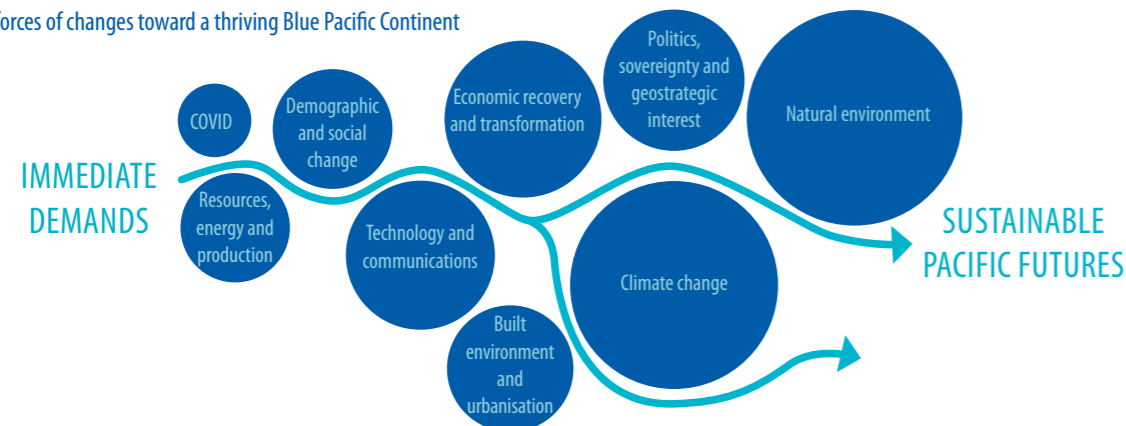 forces of changes toward a thriving Blue Pacific Continent
COVID
Demographic
and social
change
Economic recovery
and transformation
Politics,
sovereignty and
geostrategic
interest
Natural environment
IMMEDIATE
DEMANDS
Resources,
energy and
production
Technology and
communications
Built
environment
and
urbanisation
Climate change
SUSTAINABLE
PACIFIC FUTURES